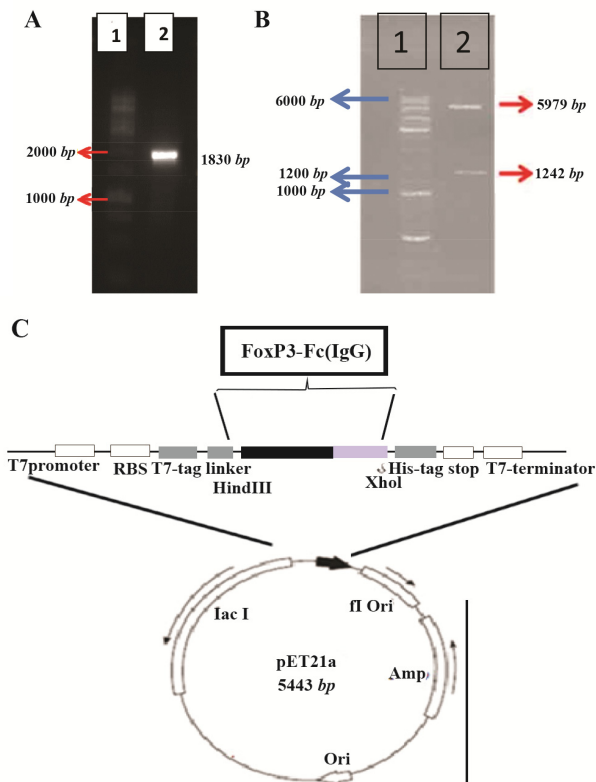 A
B
1
2
1
2
2000 bp
1000 bp
1830 bp
6000 bp
1200 bp
1000 bp
5979 bp
1242 bp
C
FoxP3-Fc(IgG)
T7promoter RBS T7-tag linker HindIII XhoI His-tag stop T7-terminator
Iac I
fI Ori
pET21a
5443 bp
Amp
Ori